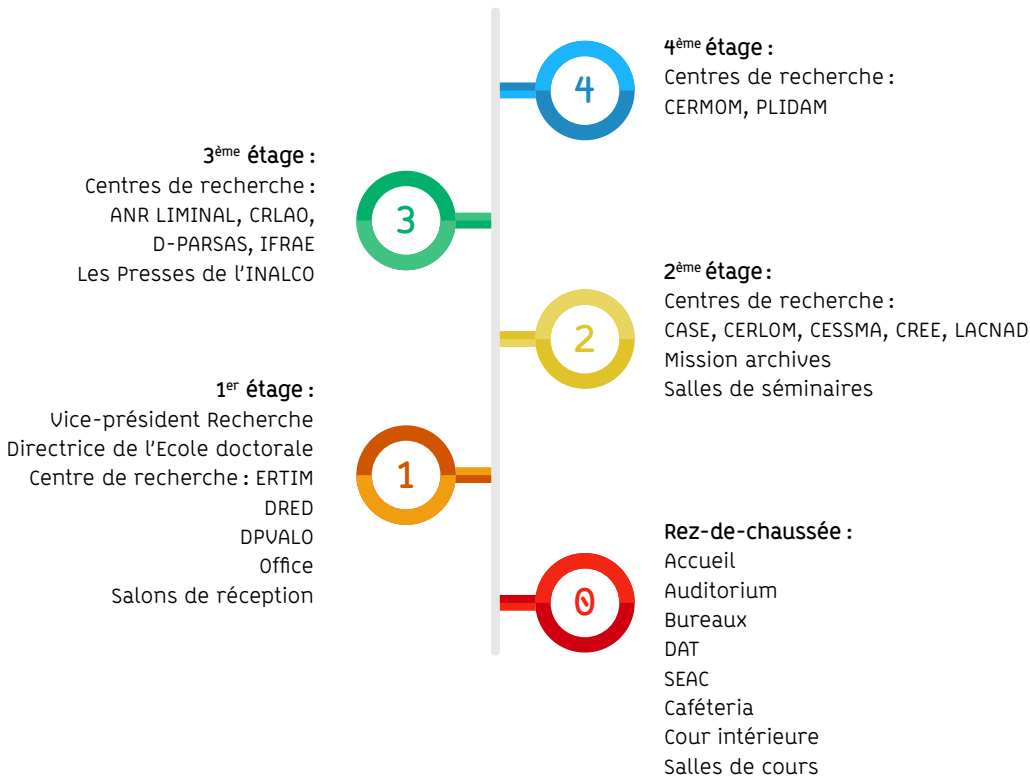 4
4ème étage :
Centres de recherche :
CERMOM, PLIDAM
3ème étage :
Centres de recherche :
ANR LIMINAL, CRLAO,
D-PARSAS, IFRAE
Les Presses de l'INALCO
3
2ème étage :
Centres de recherche :
CASE, CERLOM, CESSMA, CREE, LACNAD
Mission archives
Salles de séminaires
2
1er étage :
Vice-président Recherche
Directrice de l'Ecole doctorale
Centre de recherche : ERTIM
DRED
DPVALO
Office
Salons de réception
1
0
Rez-de-chaussée :
Accueil
Auditorium
Bureaux
DAT
SEAC
Caféteria
Cour intérieure
Salles de cours